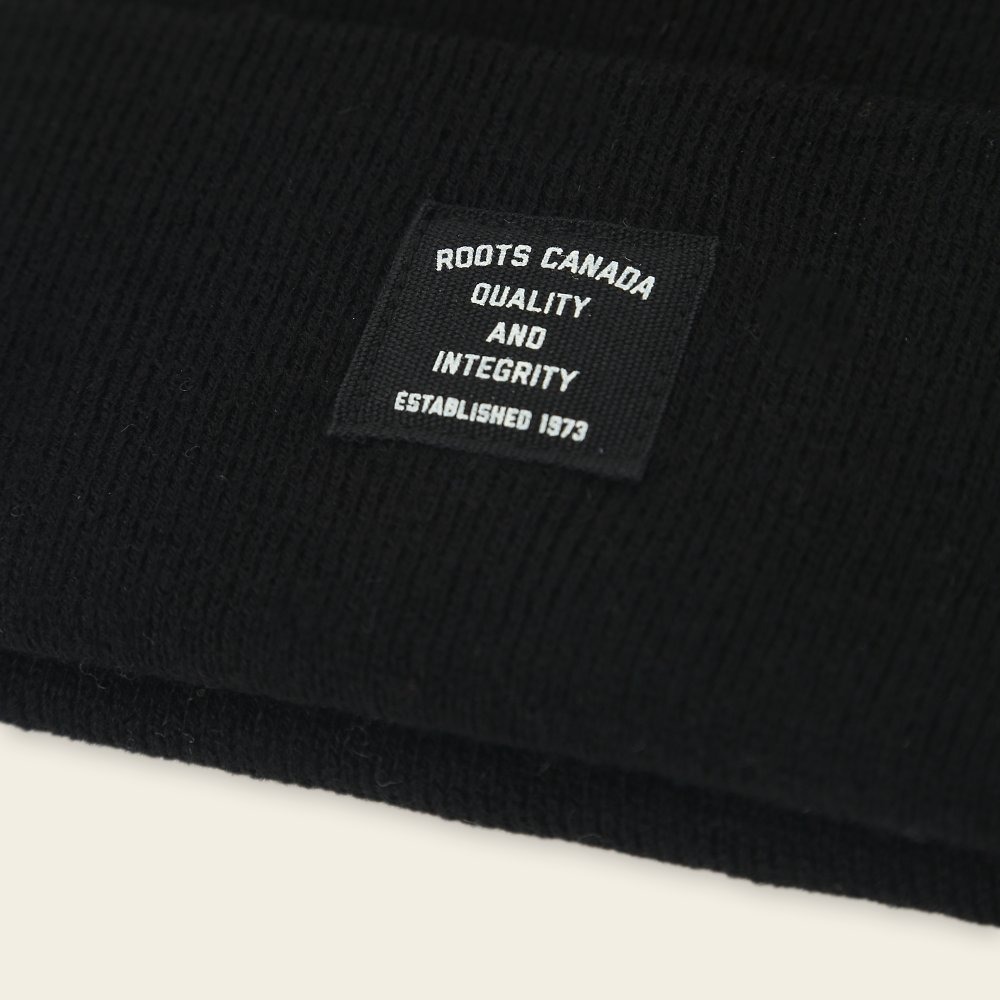 ROOTS CANADA
QUALITY
AND
INTEGRITY
ESTABLISHED 1973